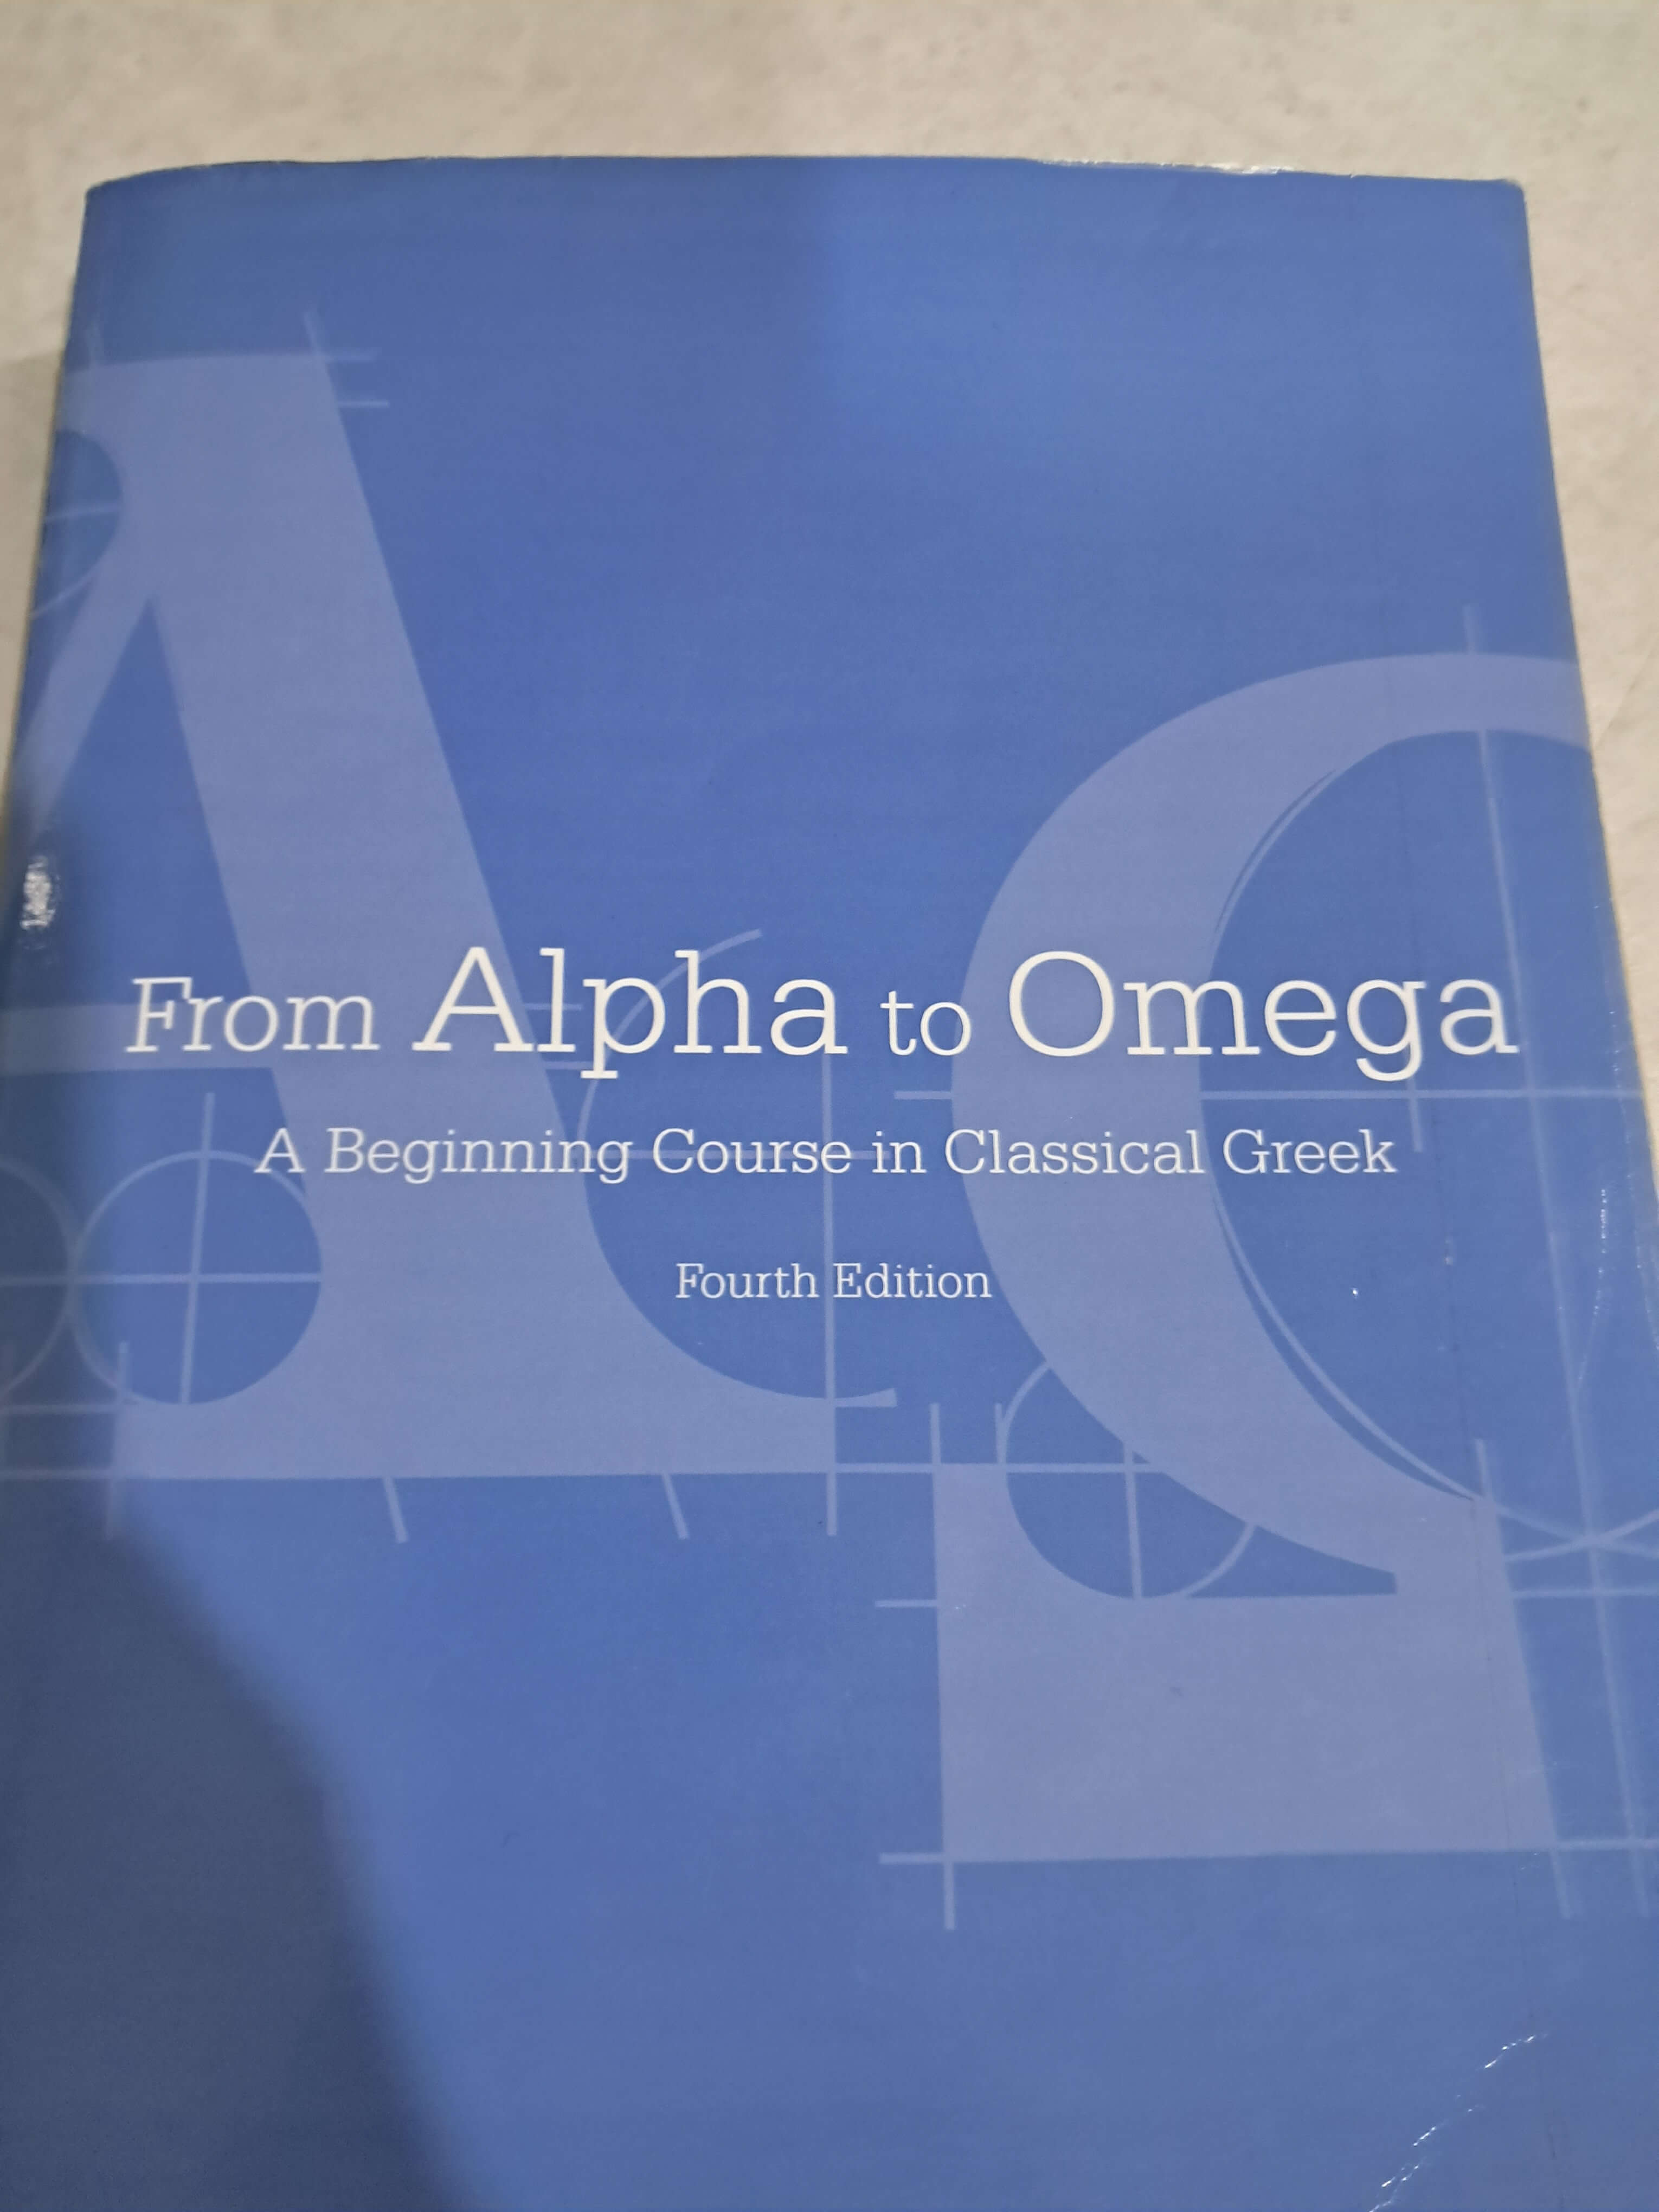 From Alpha to Omega
A Beginning Course in Classical Greek
Fourth Edition